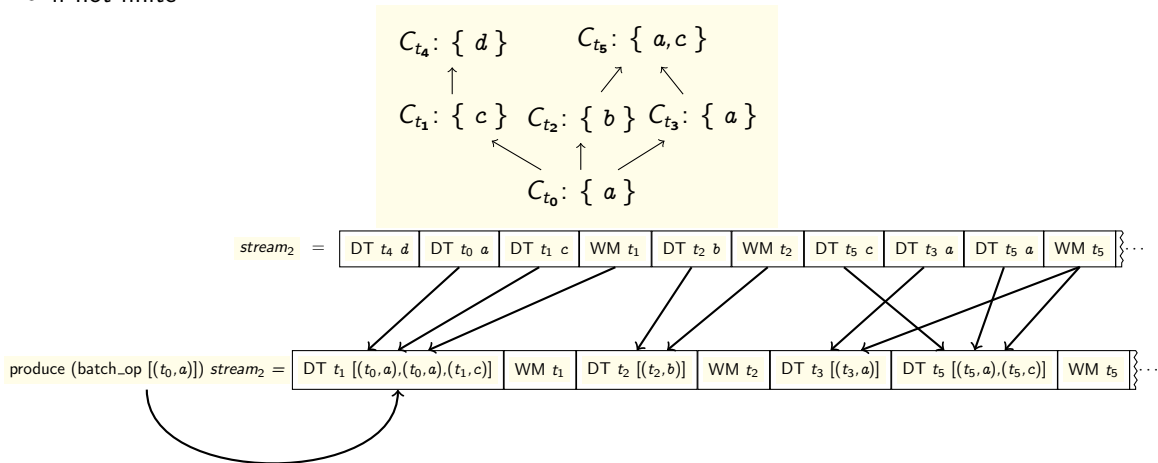 C_{t_4}: { d } C_{t_5}: { a,c }
C_{t_1}: { c } C_{t_2}: { b } C_{t_3}: { a }
C_{t_0}: { a }
stream_2 = DT t_4 d DT t_0 a DT t_1 c WM t_1 DT t_2 b WM t_2 DT t_5 c DT t_3 a DT t_5 a WM t_5 ···
produce (batch_op [(t_0,a)]) stream_2 = DT t_1 [(t_0,a),(t_0,a),(t_1,c)] WM t_1 DT t_2 [(t_2,b)] WM t_2 DT t_3 [(t_3,a)] DT t_5 [(t_5,a),(t_5,c)] WM t_5 ···